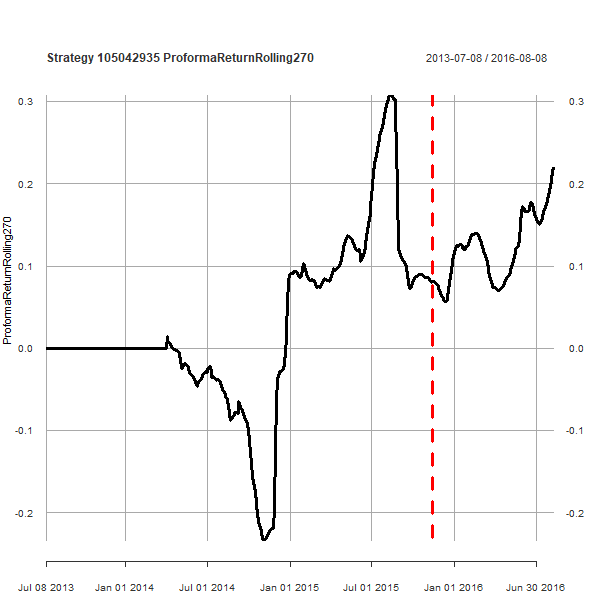 Strategy 105042935 ProformaReturnRolling270
2013-07-08 / 2016-08-08
ProformaReturnRolling270
0.3
0.2
0.1
0.0
-0.1
-0.2
0.3
0.2
0.1
0.0
-0.1
-0.2
Jul 08 2013
Jan 01 2014
Jul 01 2014
Jan 01 2015
Jul 01 2015
Jan 01 2016
Jun 30 2016